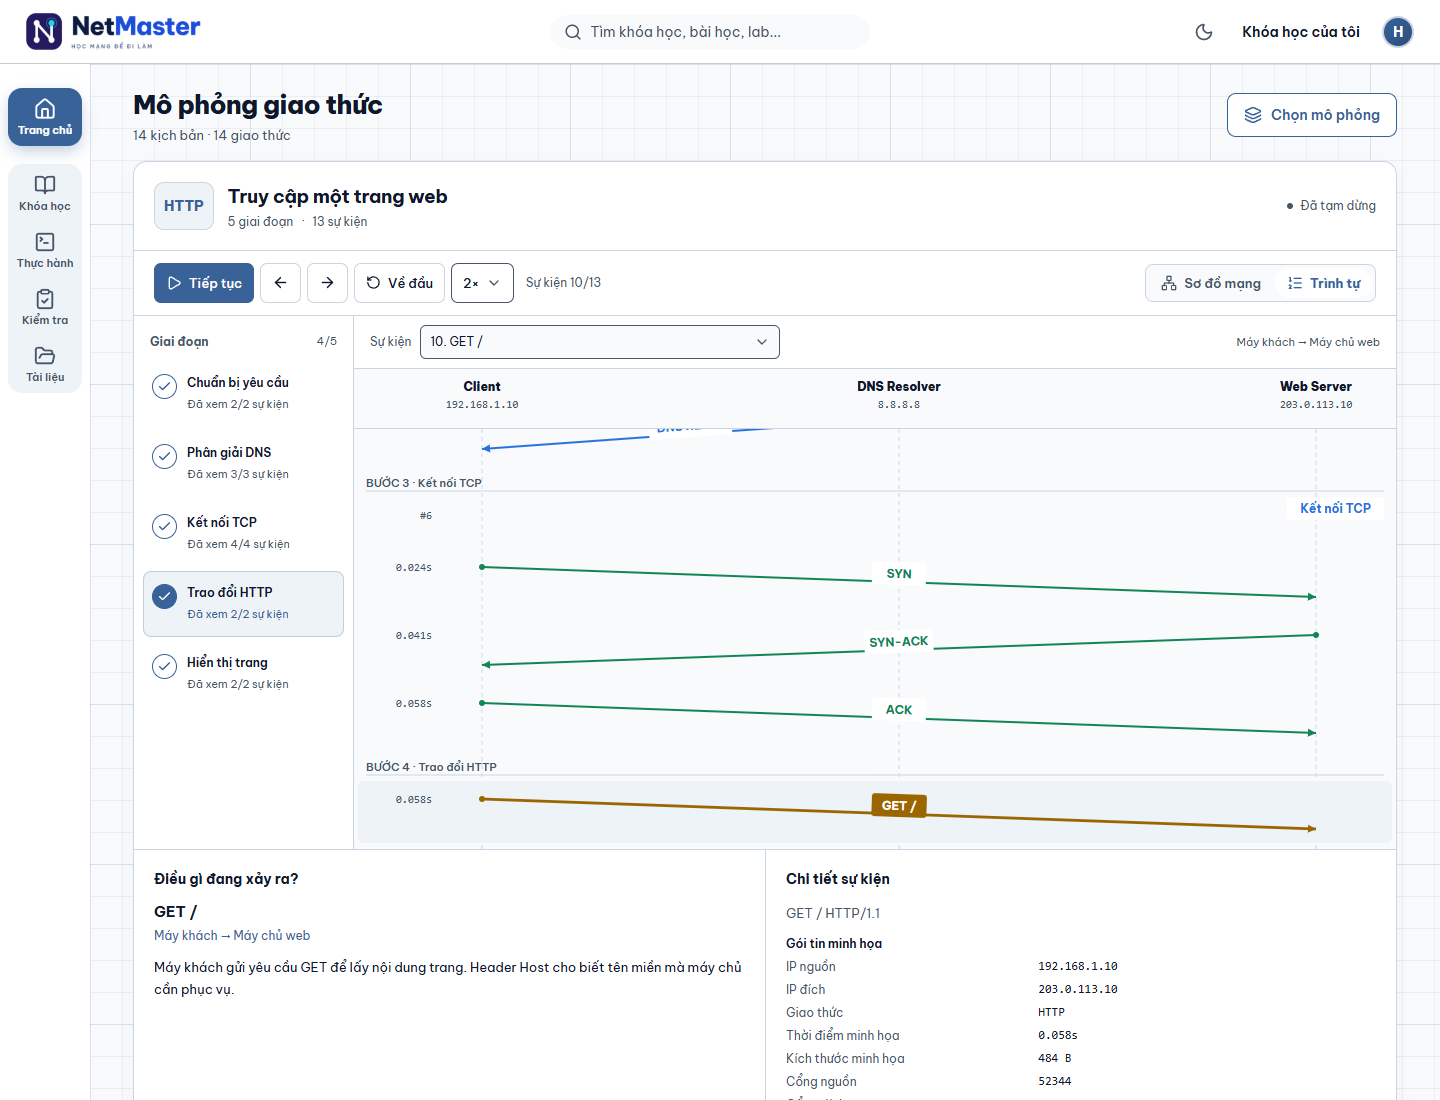 NetMaster
HỌC MẠNG ĐỂ ĐI LÀM
Tìm khóa học, bài học, lab...
Khóa học của tôi
H
Trang chủ
Khóa học
Thực hành
Kiểm tra
Tài liệu
Mô phỏng giao thức
14 kịch bản · 14 giao thức
Chọn mô phỏng
HTTP
Truy cập một trang web
5 giai đoạn · 13 sự kiện
Đã tạm dừng
Tiếp tục
Về đầu
2×
Sự kiện 10/13
Sơ đồ mạng
Trình tự
Giai đoạn
4/5
Chuẩn bị yêu cầu
Đã xem 2/2 sự kiện
Phân giải DNS
Đã xem 3/3 sự kiện
Kết nối TCP
Đã xem 4/4 sự kiện
Trao đổi HTTP
Đã xem 2/2 sự kiện
Hiển thị trang
Đã xem 2/2 sự kiện
Sự kiện
10. GET /
Máy khách → Máy chủ web
Client
192.168.1.10
DNS Resolver
8.8.8.8
Web Server
203.0.113.10
BƯỚC 3 · Kết nối TCP
#6
Kết nối TCP
0.024s
SYN
0.041s
SYN-ACK
0.058s
ACK
BƯỚC 4 · Trao đổi HTTP
0.058s
GET /
Điều gì đang xảy ra?
GET /
Máy khách → Máy chủ web
Máy khách gửi yêu cầu GET để lấy nội dung trang. Header Host cho biết tên miền mà máy chủ
cần phục vụ.
Chi tiết sự kiện
GET / HTTP/1.1
Gói tin minh họa
IP nguồn
192.168.1.10
IP đích
203.0.113.10
Giao thức
HTTP
Thời điểm minh họa
0.058s
Kích thước minh họa
484 B
Cổng nguồn
52344